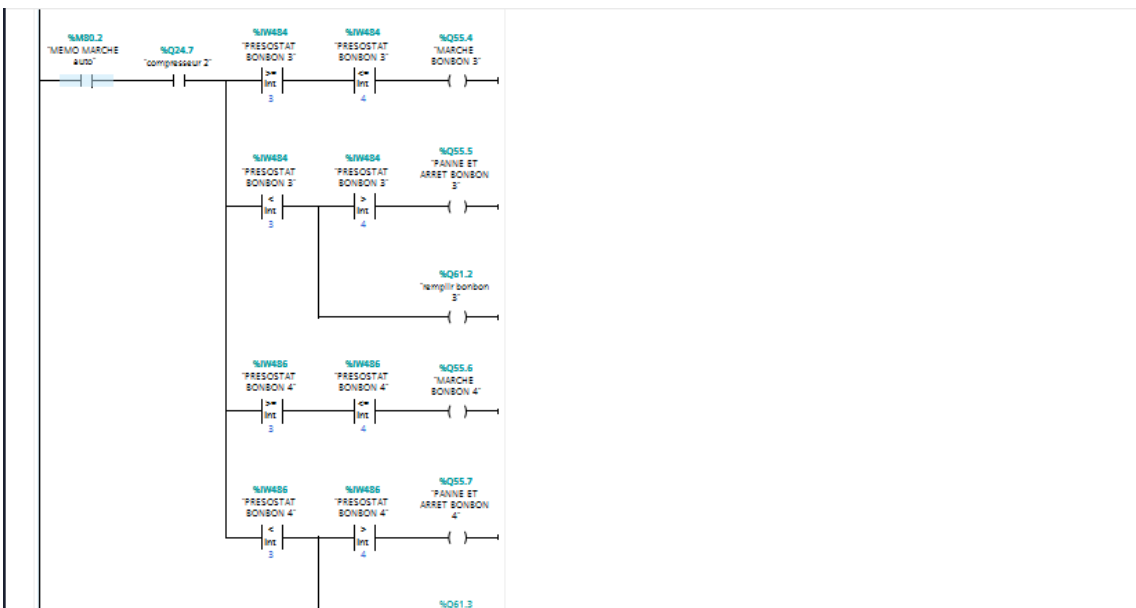 %M80.2
"MEMO MARCHE
auto"
%Q24.7
"compresseur 2"
%IW484
"PRESOSTAT
BONBON 3"
>=
Int
3
%IW484
"PRESOSTAT
BONBON 3"
<=
Int
4
%Q55.4
"MARCHE
BONBON 3"
%IW484
"PRESOSTAT
BONBON 3"
<
Int
3
%IW484
"PRESOSTAT
BONBON 3"
>
Int
4
%Q55.5
"PANNE ET
ARRET BONBON
3"
%Q61.2
"remplir bonbon
3"
%IW486
"PRESOSTAT
BONBON 4"
>=
Int
3
%IW486
"PRESOSTAT
BONBON 4"
<=
Int
4
%Q55.6
"MARCHE
BONBON 4"
%IW486
"PRESOSTAT
BONBON 4"
<
Int
3
%IW486
"PRESOSTAT
BONBON 4"
>
Int
4
%Q55.7
"PANNE ET
ARRET BONBON
4"
%Q61.3